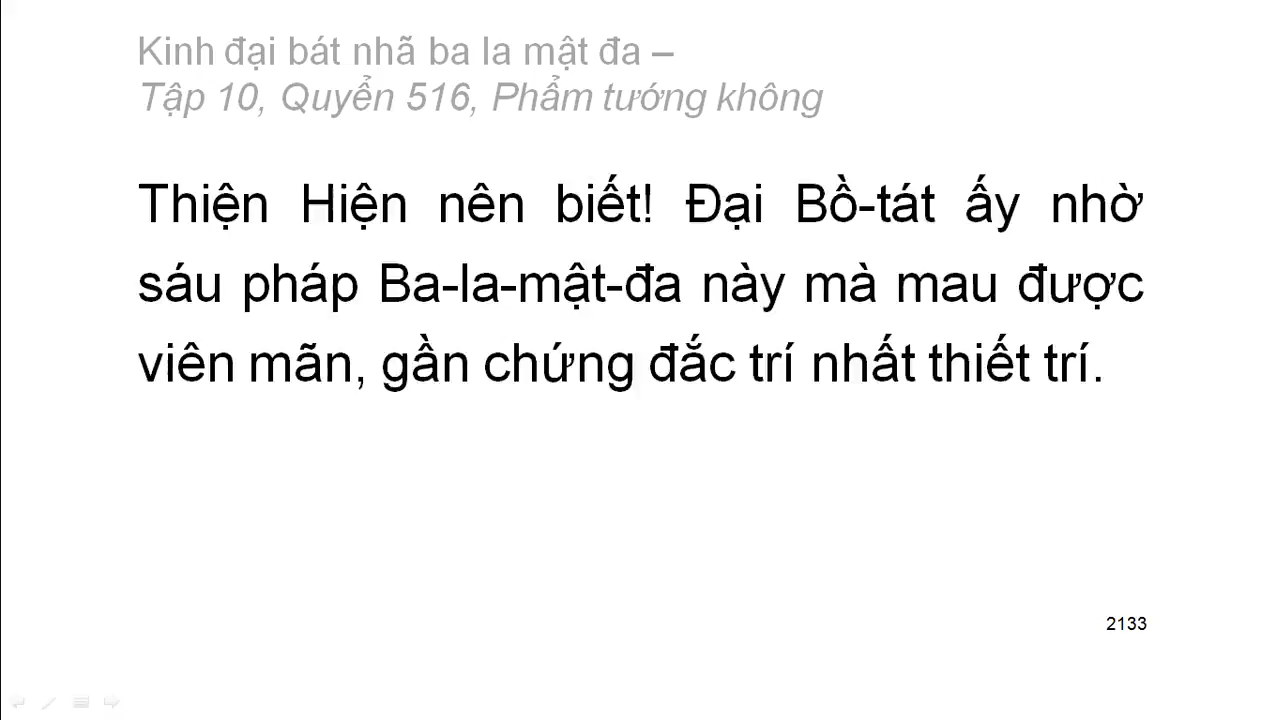 Kinh đại bát nhã ba la mật đa –
Tập 10, Quyển 516, Phẩm tướng không
Thiện Hiện nên biết! Đại Bồ-tát ấy nhờ
sáu pháp Ba-la-mật-đa này mà mau được
viên mãn, gần chứng đắc trí nhất thiết trí.
2133